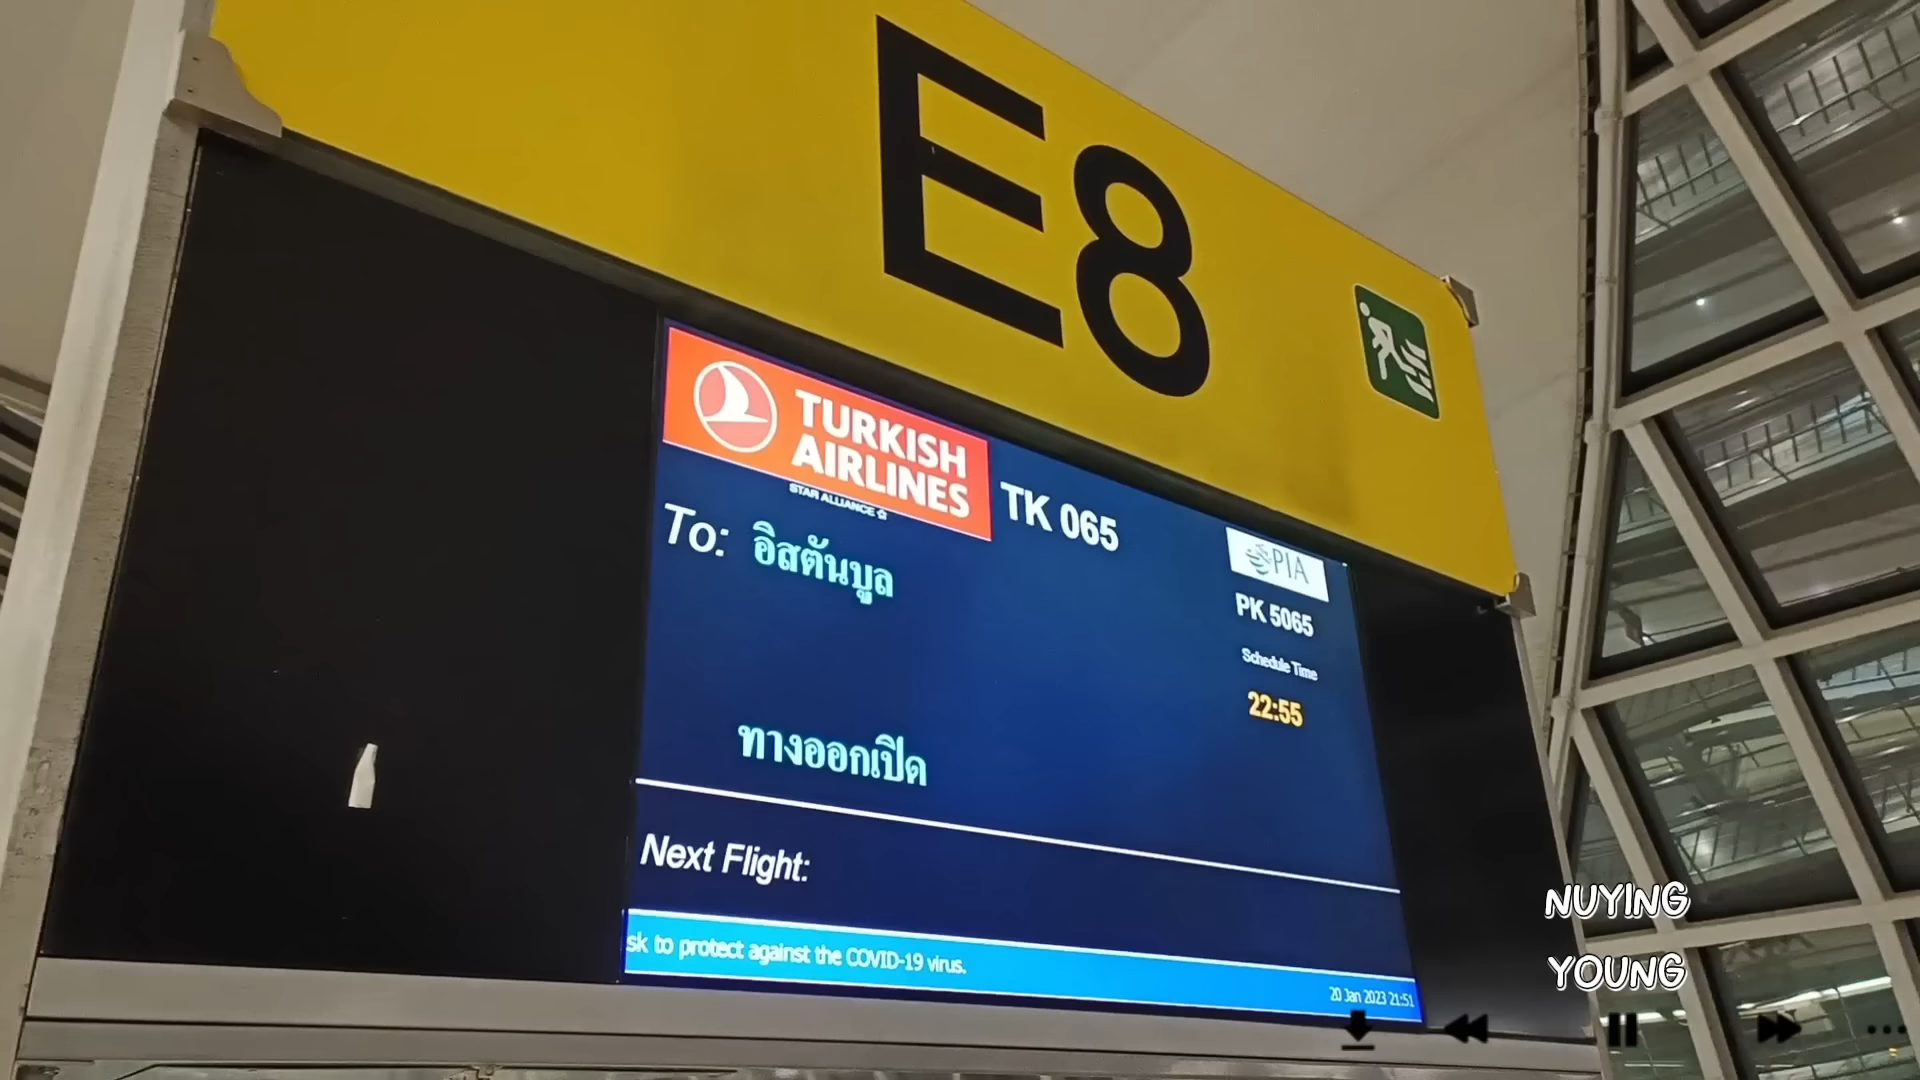 E8
TURKISH
AIRLINES
STAR ALLIANCE
TK 065
To: อิสตันบูล
PIA
PK 5065
Schedule Time
22:55
ทางออกเปิด
Next Flight:
sk to protect against the COVID-19 virus.
20 Jan 2023 21:51
NUYING
YOUNG